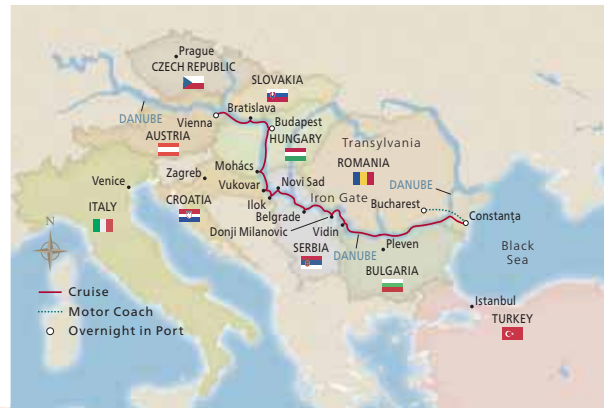 Prague
CZECH REPUBLIC
SLOVAKIA
DANUBE
Bratislava
Vienna
Budapest
AUSTRIA
HUNGARY
Transylvania
ROMANIA
Mohács
Zagreb
Venice
Vukovar
Novi Sad
DANUBE
Ilok
Iron Gate
Bucharest
CROATIA
ITALY
Belgrade
Constanţa
Donji Milanovic
Vidin
N
SERBIA
Pleven
Black
Sea
DANUBE
BULGARIA
Cruise
Motor Coach
Overnight in Port
Istanbul
TURKEY